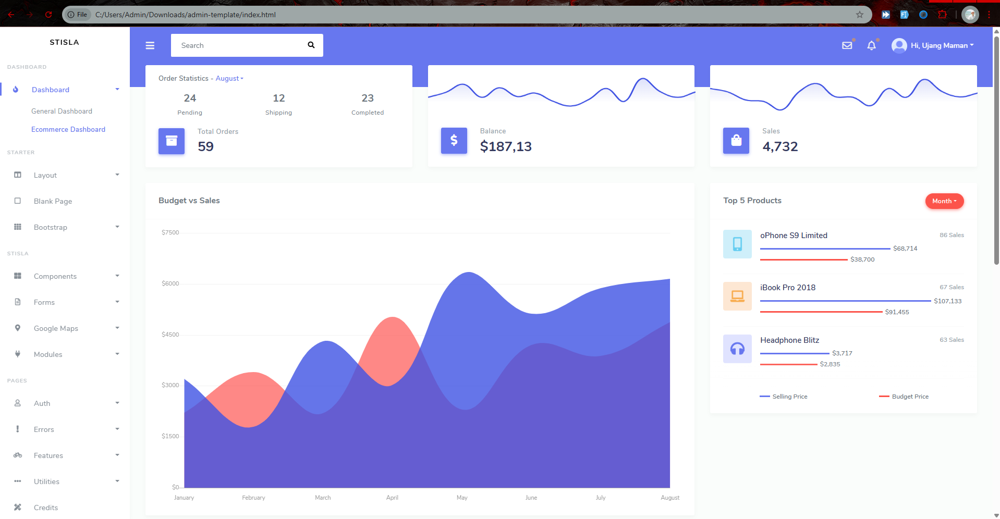 File C:/Users/Admin/Downloads/admin-template/index.html
STISLA
DASHBOARD
Dashboard
General Dashboard
Ecommerce Dashboard
STARTER
Layout
Blank Page
Bootstrap
STISLA
Components
Forms
Google Maps
Modules
PAGES
Auth
Errors
Features
Utilities
Credits
Search
Hi, Ujang Maman
Order Statistics - August
24 12 23
Pending Shipping Completed
Total Orders
59
Balance
$187,13
Sales
4,732
Budget vs Sales
$7500
$6000
$4500
$3000
$1500
$0
January February March April May June July August
Top 5 Products
Month
oPhone S9 Limited 86 Sales
$68,714
$38,700
iBook Pro 2018 67 Sales
$107,133
$91,455
Headphone Blitz 63 Sales
$3,717
$2,835
Selling Price Budget Price